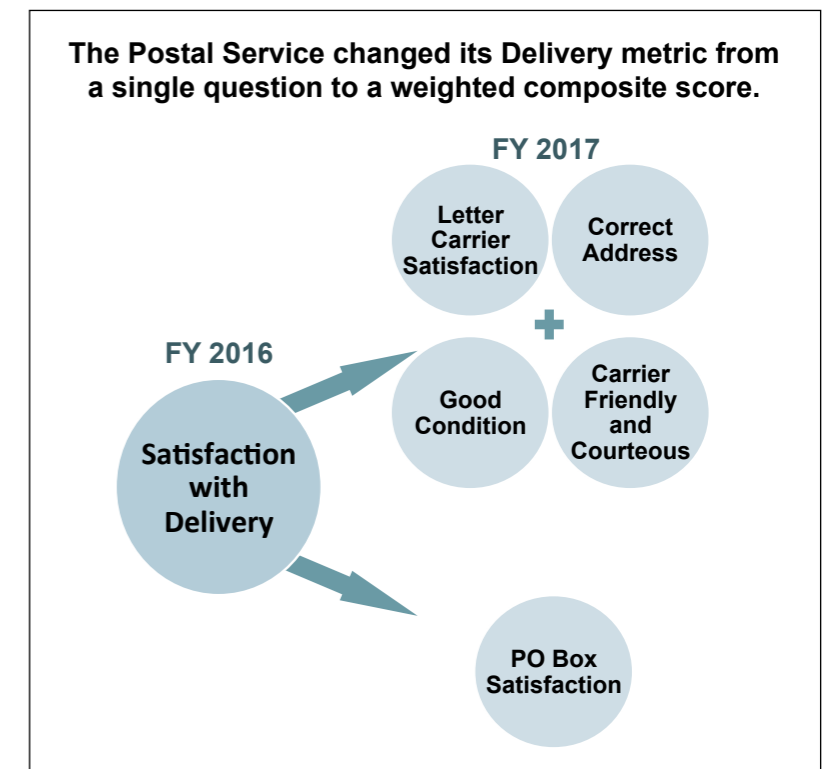 The Postal Service changed its Delivery metric from
a single question to a weighted composite score.
FY 2017
Letter
Carrier
Satisfaction
Correct
Address
FY 2016
Satisfaction
with
Delivery
Good
Condition
Carrier
Friendly
and
Courteous
PO Box
Satisfaction